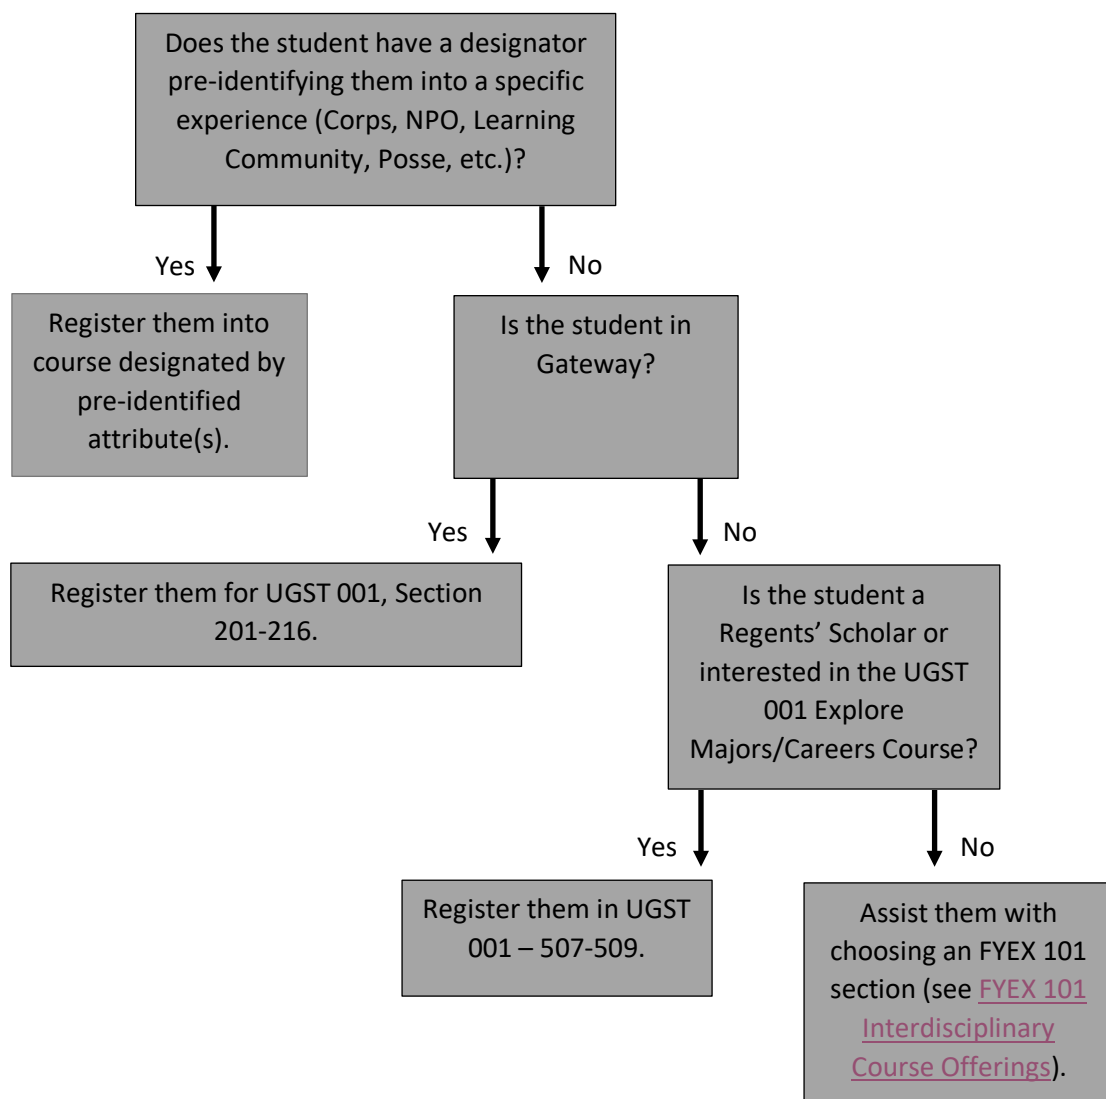 Does the student have a designator
pre-identifying them into a specific
experience (Corps, NPO, Learning
Community, Posse, etc.)?
Yes
No
Register them into
course designated by
pre-identified
attribute(s).
Is the student in
Gateway?
Yes
No
Register them for UGST 001, Section
201-216.
Is the student a
Regents’ Scholar or
interested in the UGST
001 Explore
Majors/Careers Course?
Yes
No
Register them in UGST
001 – 507-509.
Assist them with
choosing an FYEX 101
section (see FYEX 101
Interdisciplinary
Course Offerings).